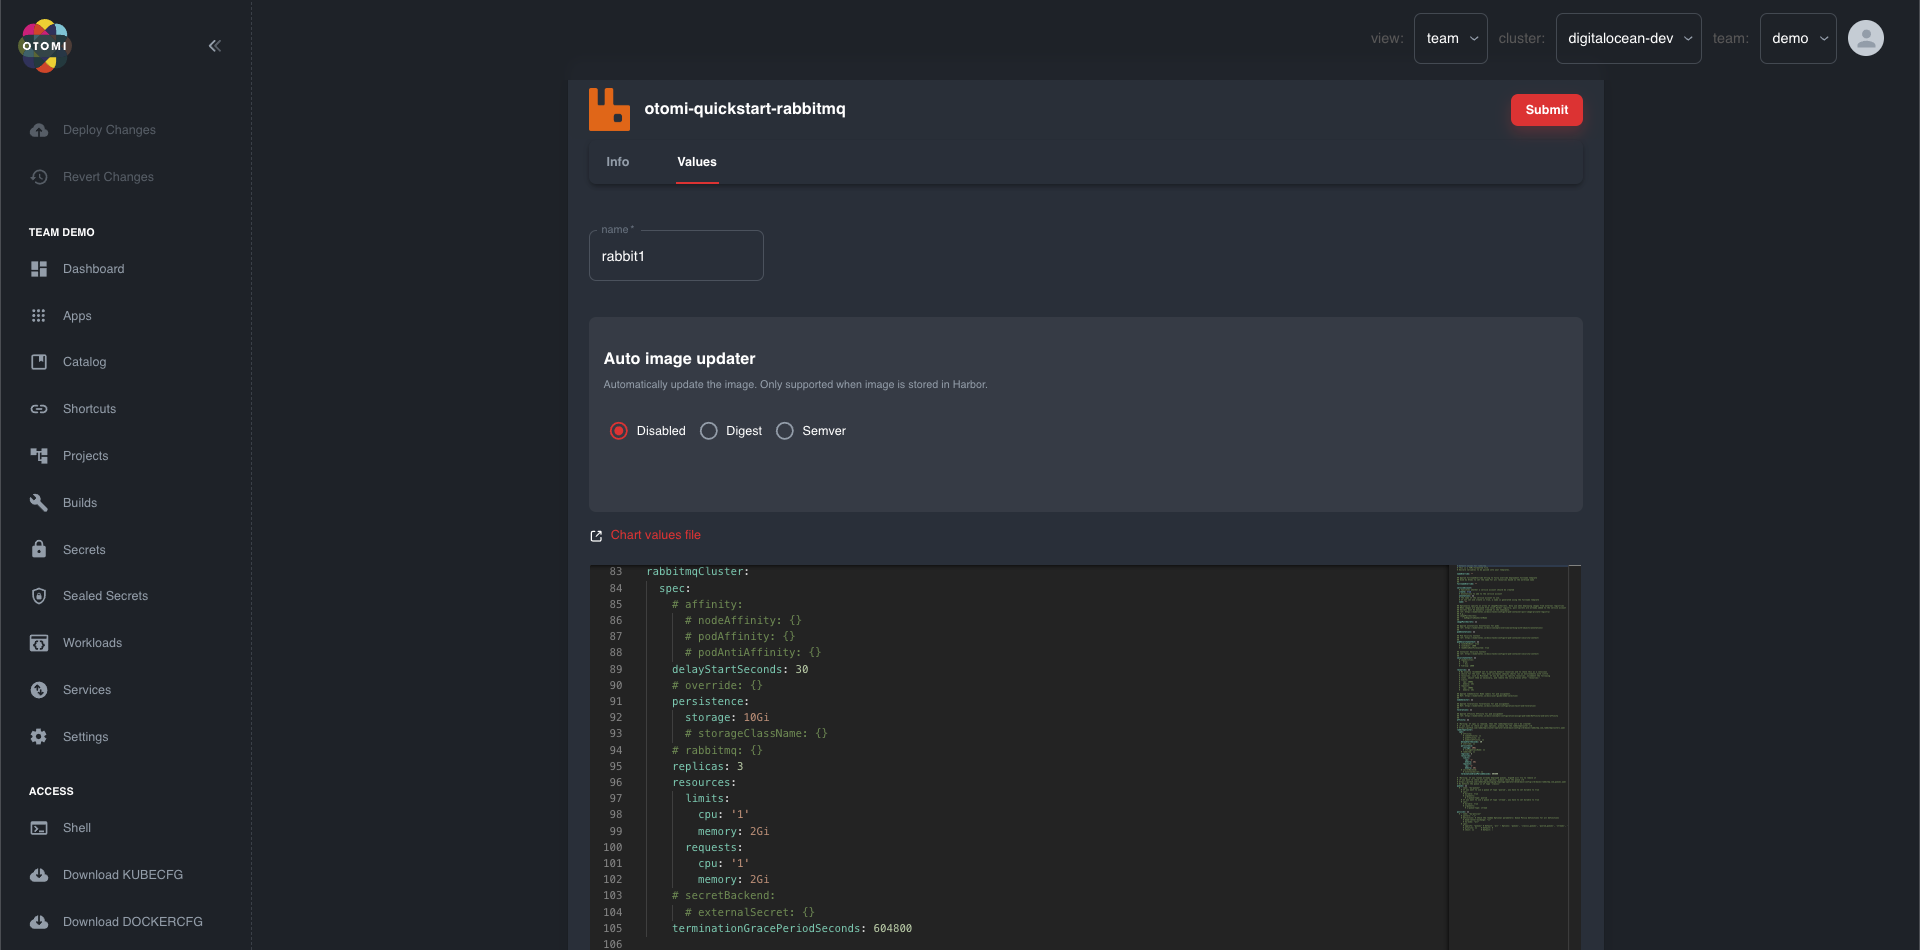 OTOMI
view:
team
cluster:
digitalocean-dev
team:
demo
Deploy Changes
Revert Changes
TEAM DEMO
Dashboard
Apps
Catalog
Shortcuts
Projects
Builds
Secrets
Sealed Secrets
Workloads
Services
Settings
ACCESS
Shell
Download KUBECFG
Download DOCKERCFG
otomi-quickstart-rabbitmq
Submit
Info
Values
name *
rabbit1
Auto image updater
Automatically update the image. Only supported when image is stored in Harbor.
Disabled
Digest
Semver
Chart values file
83 rabbitmqCluster:
84 spec:
85 # affinity:
86 # nodeAffinity: {}
87 # podAffinity: {}
88 # podAntiAffinity: {}
89 delayStartSeconds: 30
90 # override: {}
91 persistence:
92 storage: 10Gi
93 # storageClassName: {}
94 # rabbitmq: {}
95 replicas: 3
96 resources:
97 limits:
98 cpu: '1'
99 memory: 2Gi
100 requests:
101 cpu: '1'
102 memory: 2Gi
103 # secretBackend:
104 # externalSecret: {}
105 terminationGracePeriodSeconds: 604800
106